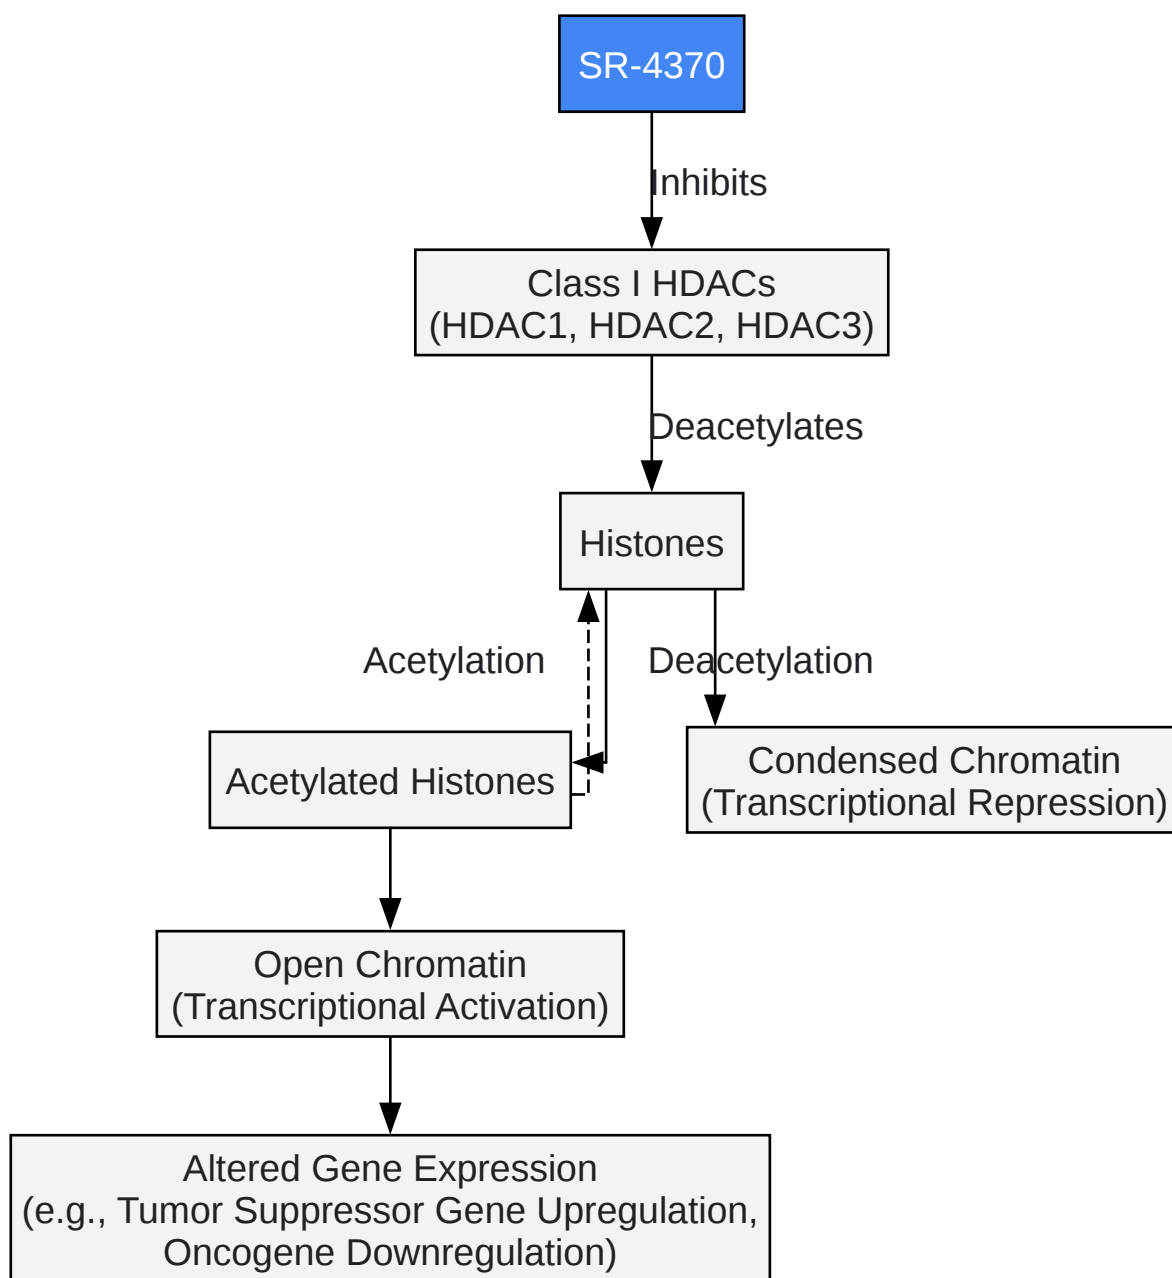 SR-4370
Inhibits
Class I HDACs
(HDAC1, HDAC2, HDAC3)
Deacetylates
Histones
Acetylation
Deacetylation
Acetylated Histones
Condensed Chromatin
(Transcriptional Repression)
Open Chromatin
(Transcriptional Activation)
Altered Gene Expression
(e.g., Tumor Suppressor Gene Upregulation,
Oncogene Downregulation)